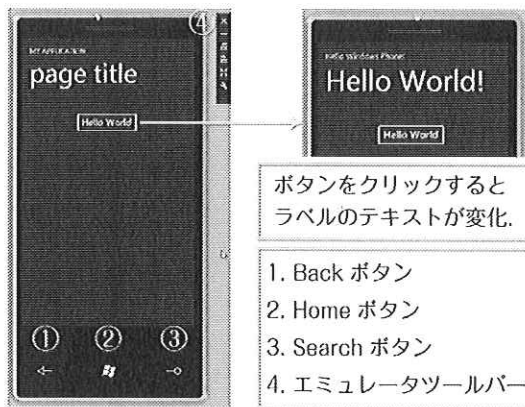 ④
MY APPLICATION
page title
Hello World
① ② ③
Hello Windows Phone!
Hello World!
Hello World
ボタンをクリックすると
ラベルのテキストが変化.
1. Back ボタン
2. Home ボタン
3. Search ボタン
4. エミュレータツールバー